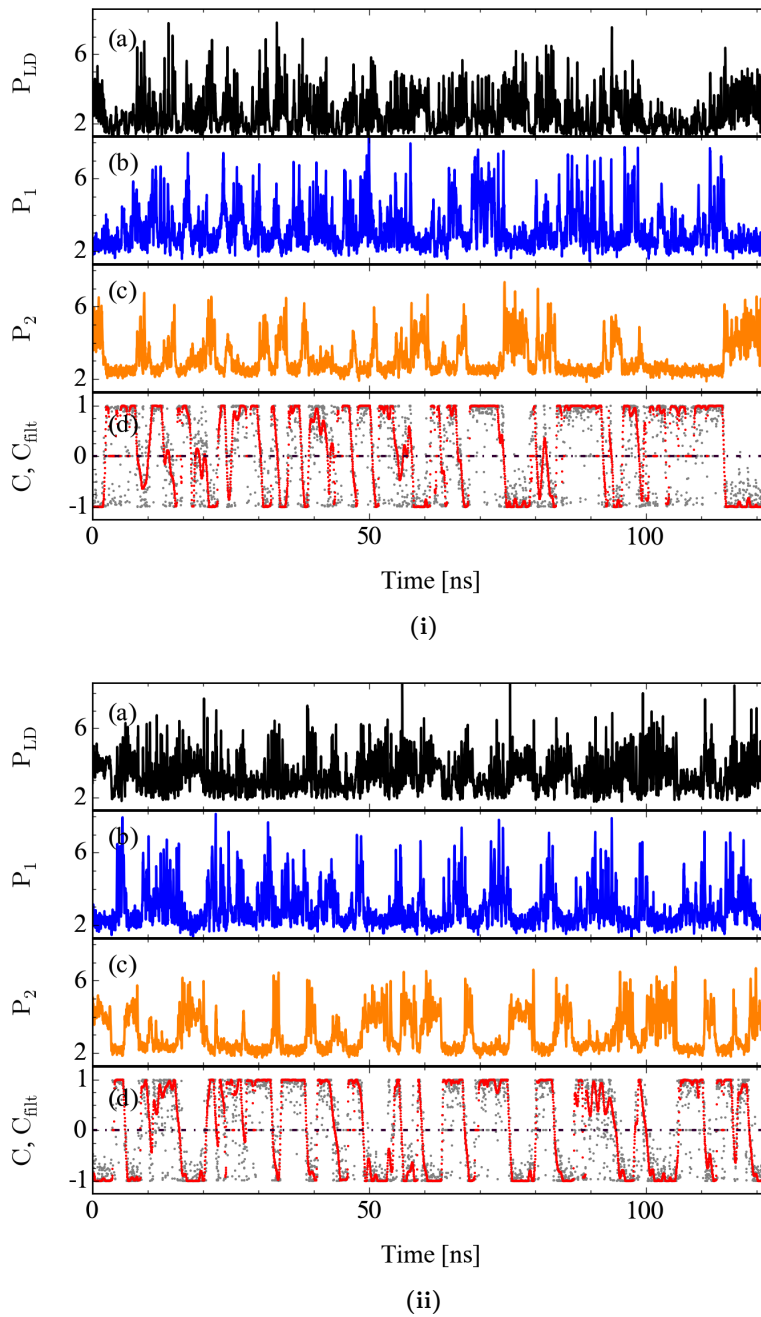 (a)
P_LD
6
2
(b)
P_1
6
2
(c)
P_2
6
2
(d)
C, C_filt
1
0
-1
0 50 100
Time [ns]
(i)
(a)
P_LD
6
2
(b)
P_1
6
2
(c)
P_2
6
2
(d)
C, C_filt
1
0
-1
0 50 100
Time [ns]
(ii)